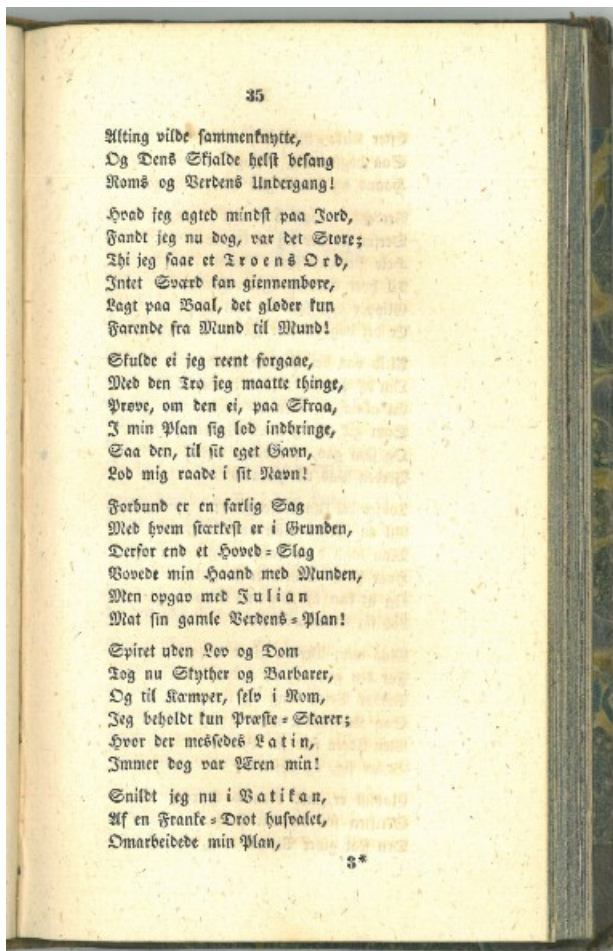 35
Alting vilde sammenknytte,
Og Dens Skjalde helst besang
Roms og Verdens Undergang!
Hvad jeg agted mindst paa Jord,
Fandt jeg nu dog, var det Store;
Thi jeg saae et Troens Ord,
Intet Sværd kan giennembore,
Lagt paa Baal, det gløder kun
Farende fra Mund til Mund!
Skulde ei jeg reent forgaae,
Med den Tro jeg maatte thinge,
Prøve, om den ei, paa Skraa,
I min Plan sig lod indbringe,
Saa den, til sit eget Gavn,
Lod mig raade i sit Navn!
Forbund er en farlig Sag
Med hvem stærkest er i Grunden,
Derfor end et Hoved-Slag
Vovede min Haand med Munden,
Men opgav med Julian
Mat sin gamle Verdens-Plan!
Spiret uden Lov og Dom
Tog nu Skyther og Barbarer,
Og til Kæmper, selv i Rom,
Jeg beholdt kun Præste-Skarer;
Hvor der messedes Latin,
Immer dog var Æren min!
Snildt jeg nu i Vatikan,
Af en Franke-Drot husvalet,
Omarbeidede min Plan,
3*